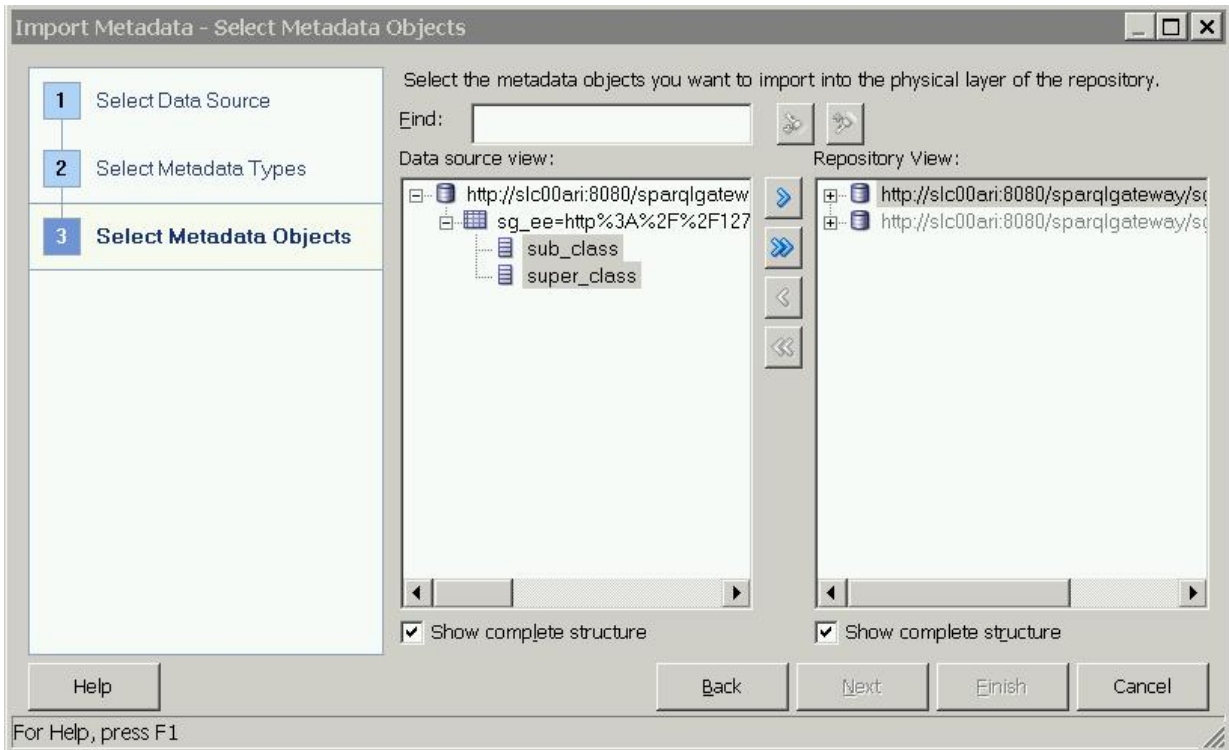 Import Metadata - Select Metadata Objects
1 Select Data Source
2 Select Metadata Types
3 Select Metadata Objects
Select the metadata objects you want to import into the physical layer of the repository.
Find:
Data source view:
http://slc00ari:8080/sparqlgatew
sg_ee=http%3A%2F%2F127
sub_class
super_class
Show complete structure
Repository View:
http://slc00ari:8080/sparqlgateway/s
http://slc00ari:8080/sparqlgateway/s
Show complete structure
Help
Back
Next
Finish
Cancel
For Help, press F1